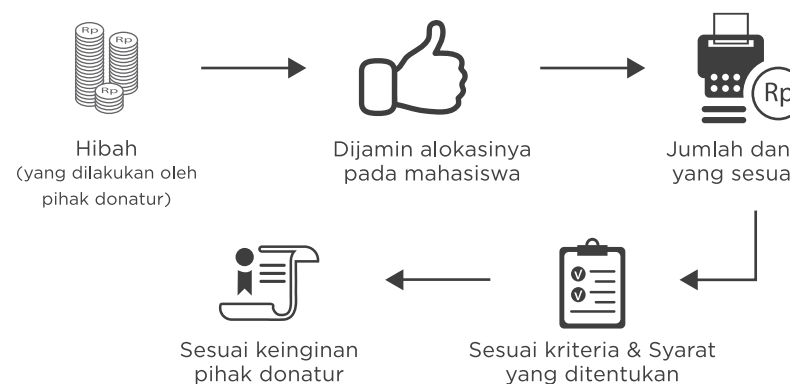 Rp
Rp
Rp
Rp
Hibah
(yang dilakukan oleh
pihak donatur)
Dijamin alokasinya
pada mahasiswa
Jumlah dan
yang sesua
Sesuai kriteria & Syarat
yang ditentukan
Sesuai keinginan
pihak donatur